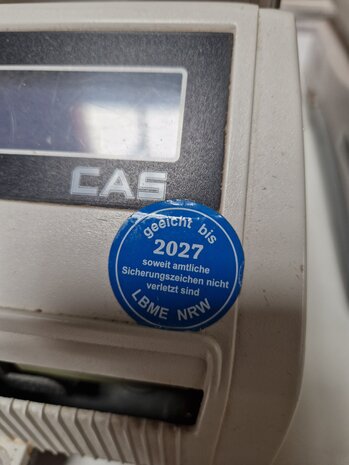 CAS
geeicht bis
2027
soweit amtliche
Sicherungszeichen nicht
verletzt sind
LBME NRW